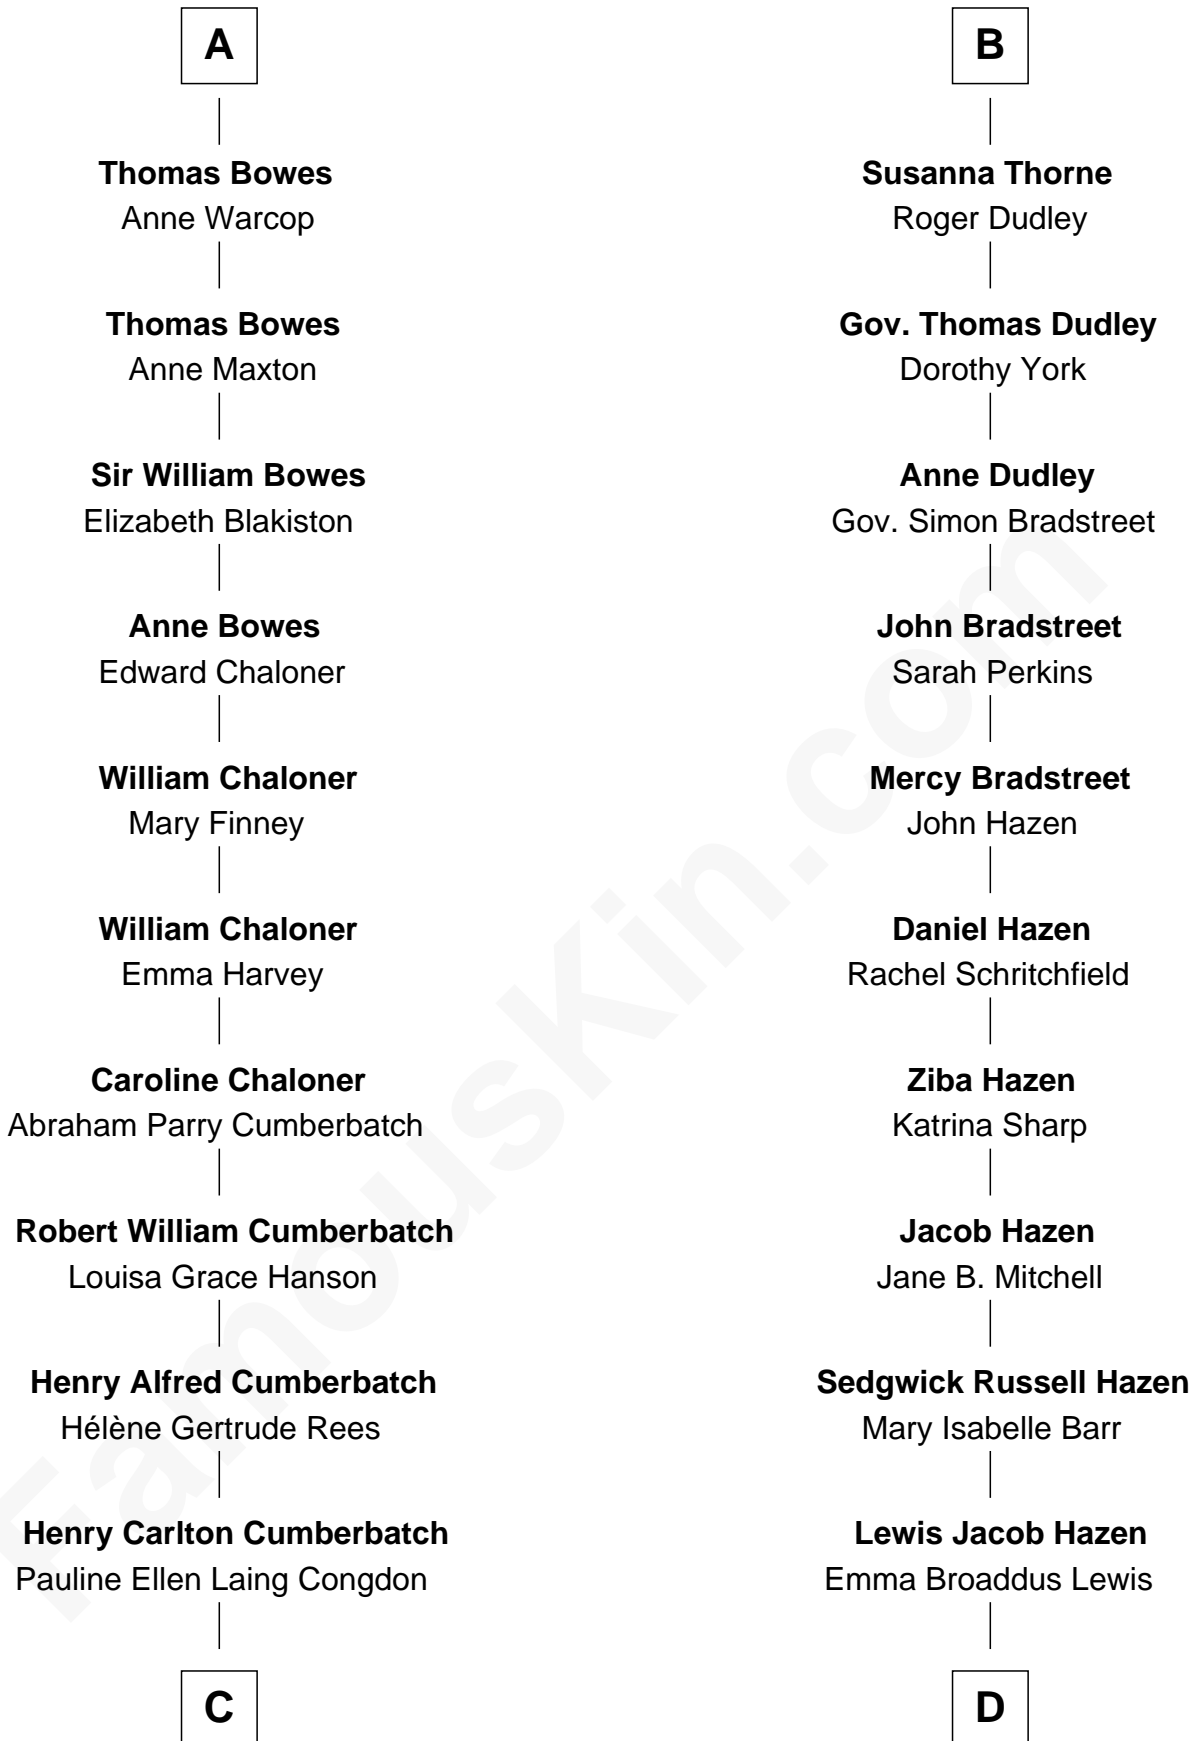 A
Thomas Bowes
Anne Warcop
Thomas Bowes
Anne Maxton
Sir William Bowes
Elizabeth Blakiston
Anne Bowes
Edward Chaloner
William Chaloner
Mary Finney
William Chaloner
Emma Harvey
Caroline Chaloner
Abraham Parry Cumberbatch
Robert William Cumberbatch
Louisa Grace Hanson
Henry Alfred Cumberbatch
Hélène Gertrude Rees
Henry Carlton Cumberbatch
Pauline Ellen Laing Congdon
C
B
Susanna Thorne
Roger Dudley
Gov. Thomas Dudley
Dorothy York
Anne Dudley
Gov. Simon Bradstreet
John Bradstreet
Sarah Perkins
Mercy Bradstreet
John Hazen
Daniel Hazen
Rachel Schritchfield
Ziba Hazen
Katrina Sharp
Jacob Hazen
Jane B. Mitchell
Sedgwick Russell Hazen
Mary Isabelle Barr
Lewis Jacob Hazen
Emma Broaddus Lewis
D
FamousKin.com